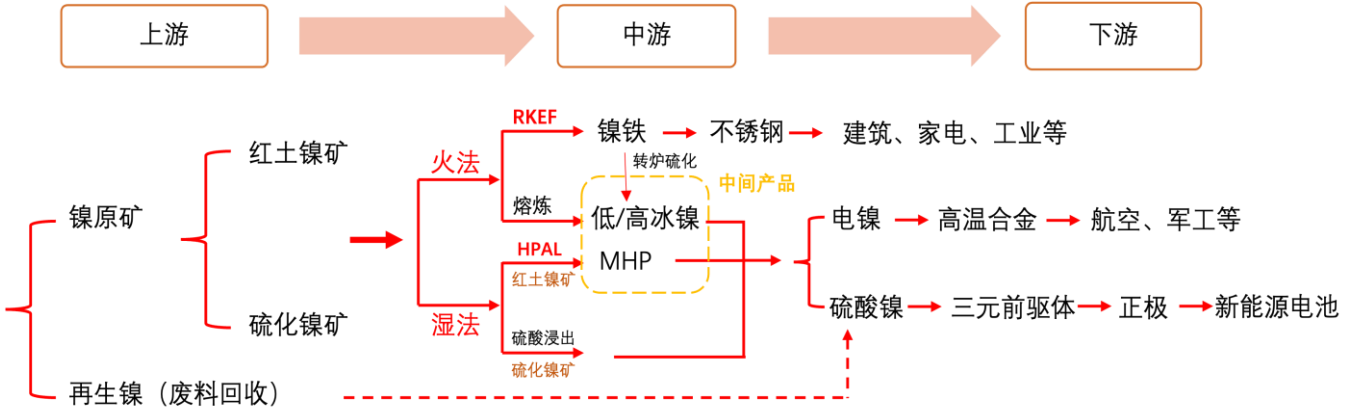 上游
中游
下游
RKEF
镍铁
不锈钢
建筑、家电、工业等
红土镍矿
火法
转炉硫化
中间产品
镍原矿
熔炼
低/高冰镍
电镍
高温合金
航空、军工等
HPAL
MHP
红土镍矿
硫化镍矿
湿法
硫酸镍
三元前驱体
正极
新能源电池
硫酸浸出
硫化镍矿
再生镍（废料回收）